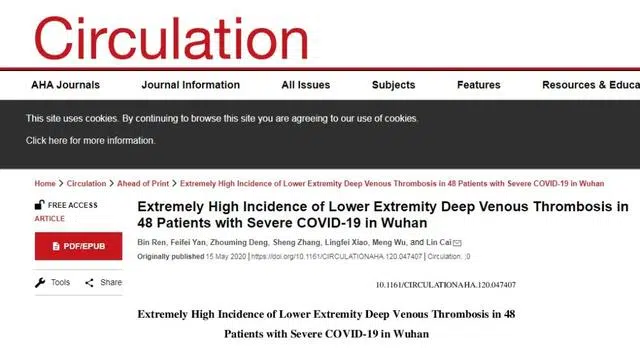 Circulation
AHA Journals Journal Information All Issues Subjects Features Resources & Educa
This site uses cookies. By continuing to browse this site you are agreeing to our use of cookies.
Click here for more information.
Home > Circulation > Ahead of Print > Extremely High Incidence of Lower Extremity Deep Venous Thrombosis in 48 Patients with Severe COVID-19 in Wuhan
FREE ACCESS
ARTICLE
PDF/EPUB
Tools Share
Extremely High Incidence of Lower Extremity Deep Venous Thrombosis in
48 Patients with Severe COVID-19 in Wuhan
Bin Ren, Feifei Yan, Zhouming Deng, Sheng Zhang, Lingfei Xiao, Meng Wu, and Lin Cai
Originally published 15 May 2020 | https://doi.org/10.1161/CIRCULATIONAHA.120.047407 | Circulation. ;0
10.1161/CIRCULATIONAHA.120.047407
Extremely High Incidence of Lower Extremity Deep Venous Thrombosis in 48
Patients with Severe COVID-19 in Wuhan